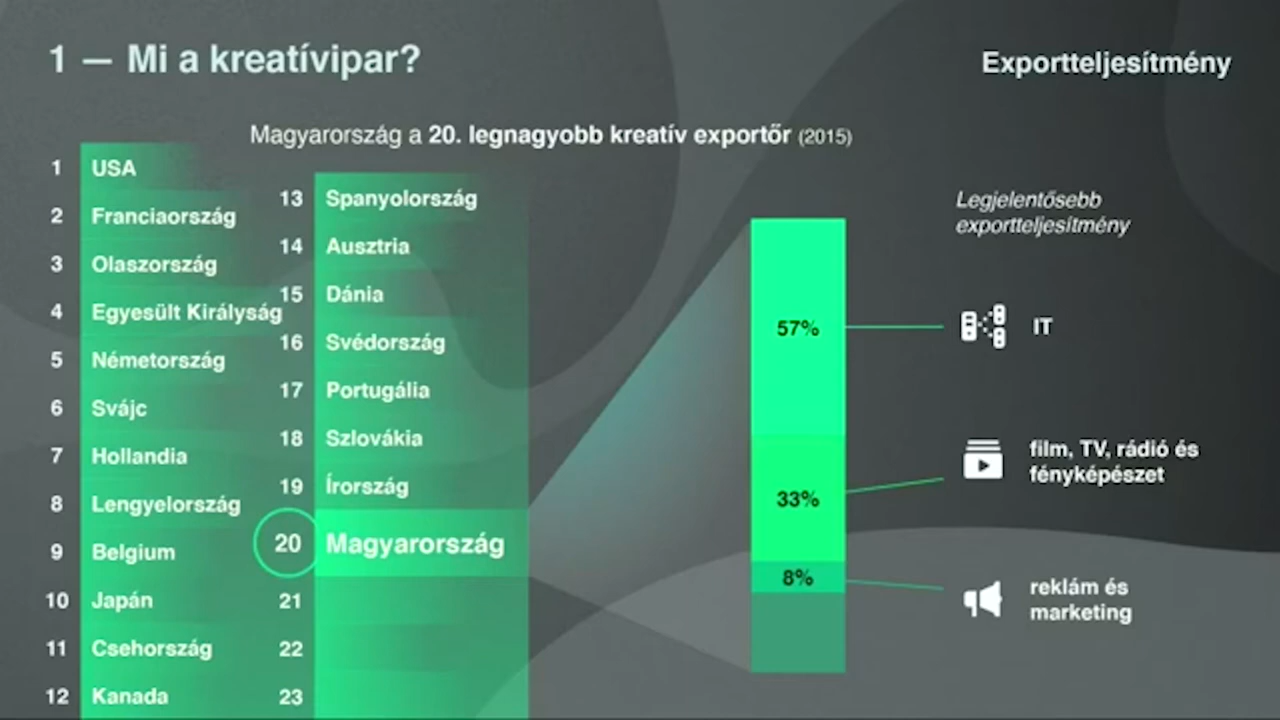 1 — Mi a kreatívipar?
Exportteljesítmény
Magyarország a 20. legnagyobb kreatív exportőr (2015)
1 USA
2 Franciaország
3 Olaszország
4 Egyesült Királyság
5 Németország
6 Svájc
7 Hollandia
8 Lengyelország
9 Belgium
10 Japán
11 Csehország
12 Kanada
13 Spanyolország
14 Ausztria
15 Dánia
16 Svédország
17 Portugália
18 Szlovákia
19 Írország
20 Magyarország
21
22
23
57%
33%
8%
Legjelentősebb
exportteljesítmény
IT
film, TV, rádió és
fényképészet
reklám és
marketing